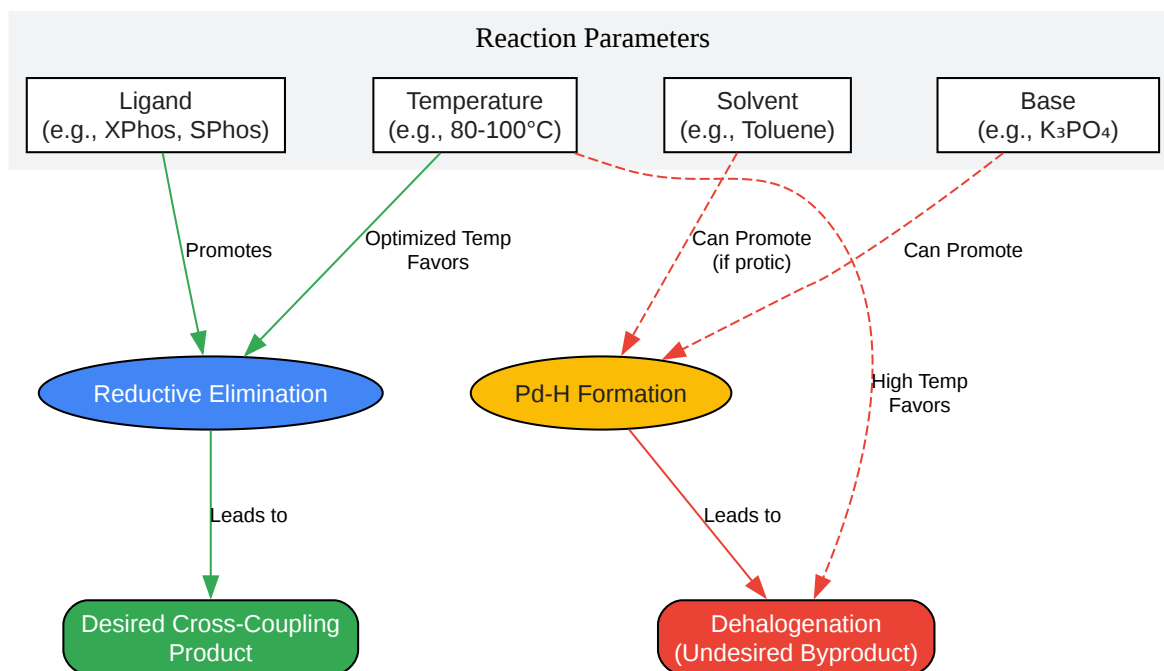 Reaction Parameters
Ligand
(e.g., XPhos, SPhos)
Temperature
(e.g., 80-100°C)
Solvent
(e.g., Toluene)
Base
(e.g., K₃PO₄)
Promotes
Optimized Temp
Favors
Can Promote
(if protic)
Can Promote
Reductive Elimination
Pd-H Formation
High Temp
Favors
Leads to
Leads to
Desired Cross-Coupling
Product
Dehalogenation
(Undesired Byproduct)